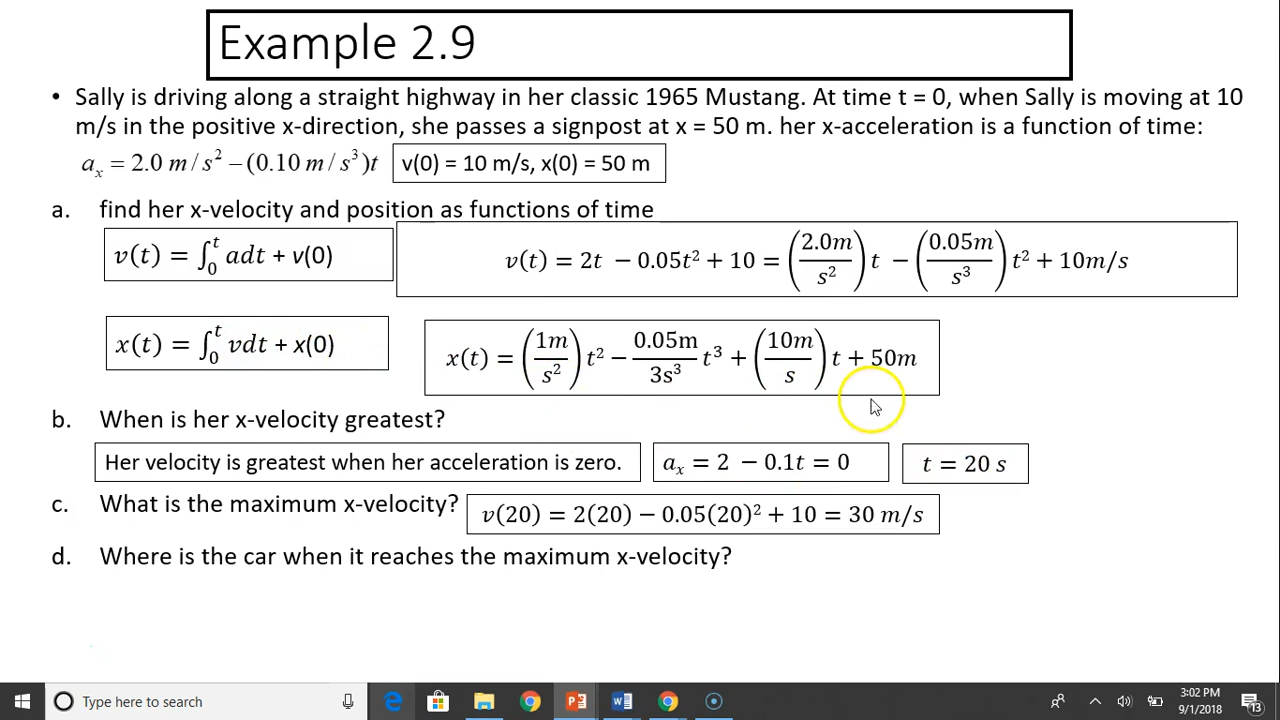 Example 2.9
• Sally is driving along a straight highway in her classic 1965 Mustang. At time t = 0, when Sally is moving at 10
m/s in the positive x-direction, she passes a signpost at x = 50 m. her x-acceleration is a function of time:
aₓ = 2.0 m / s² – (0.10 m / s³)t v(0) = 10 m/s, x(0) = 50 m
a. find her x-velocity and position as functions of time
v(t) = ∫₀ᵗ adt + v(0) v(t) = 2t − 0.05t² + 10 = (2.0m/s²) t − (0.05m/s³) t² + 10m/s
x(t) = ∫₀ᵗ vdt + x(0) x(t) = (1m/s²) t² − 0.05m/3s³ t³ + (10m/s) t + 50m
b. When is her x-velocity greatest?
Her velocity is greatest when her acceleration is zero. aₓ = 2 − 0.1t = 0 t = 20 s
c. What is the maximum x-velocity? v(20) = 2(20) − 0.05(20)² + 10 = 30 m/s
d. Where is the car when it reaches the maximum x-velocity?
Type here to search
3:02 PM
9/1/2018
13